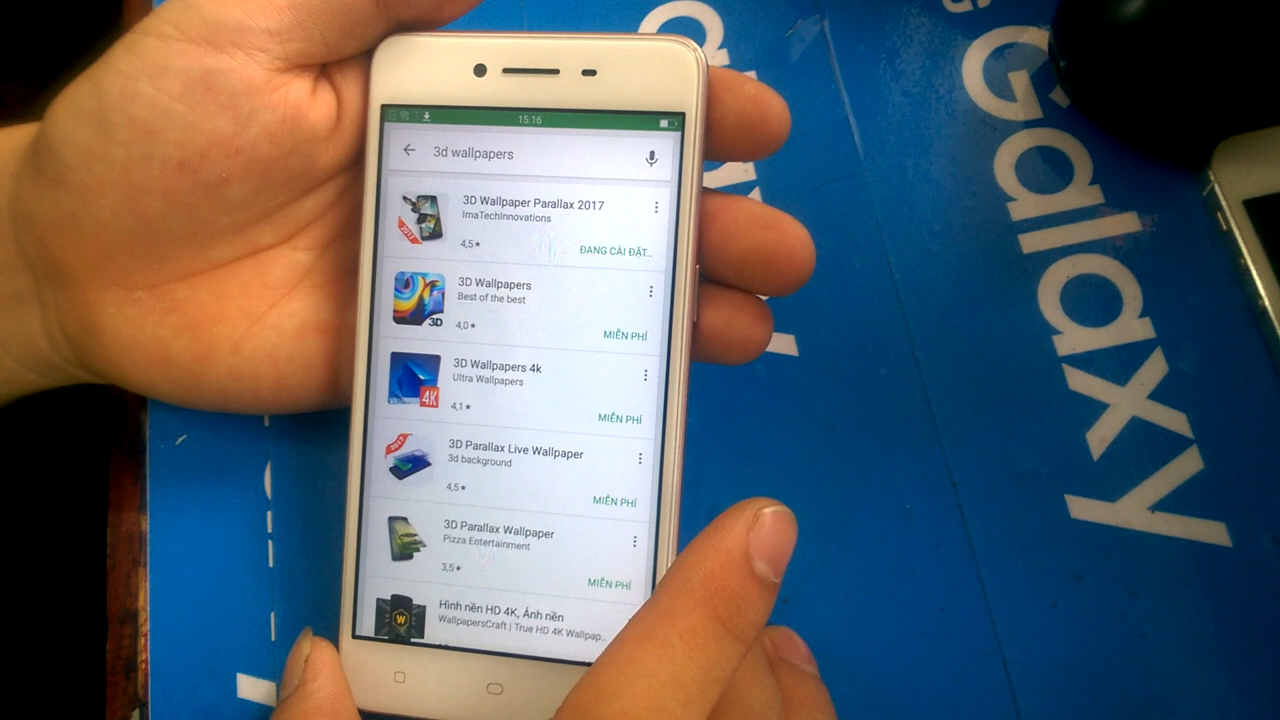 15:16
3d wallpapers
3D Wallpaper Parallax 2017
ImaTechInnovations
2017
4,5★
ĐANG CÀI ĐẶT...
3D Wallpapers
Best of the best
3D
4,0★
MIỄN PHÍ
3D Wallpapers 4k
Ultra Wallpapers
4K
4,1★
MIỄN PHÍ
3D Parallax Live Wallpaper
3d background
2017
4,5★
MIỄN PHÍ
3D Parallax Wallpaper
Pizza Entertainment
3,5★
MIỄN PHÍ
Hình nền HD 4K, Ảnh nền
W
WallpapersCraft | True HD 4K Wallpap..
Galaxy